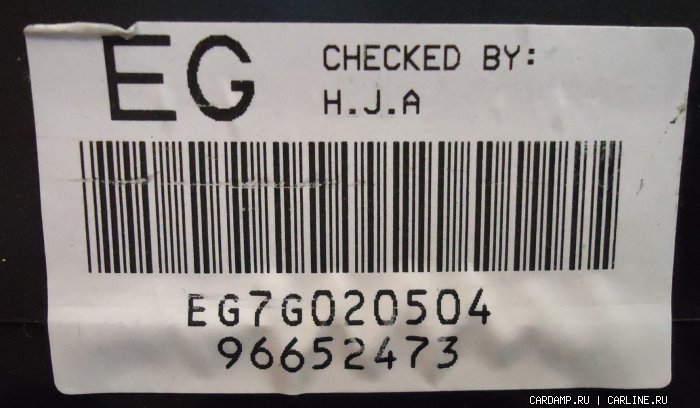 EG
CHECKED BY:
H.J.A
EG7G020504
96652473
CARDAMP.RU | CARLINE.RU